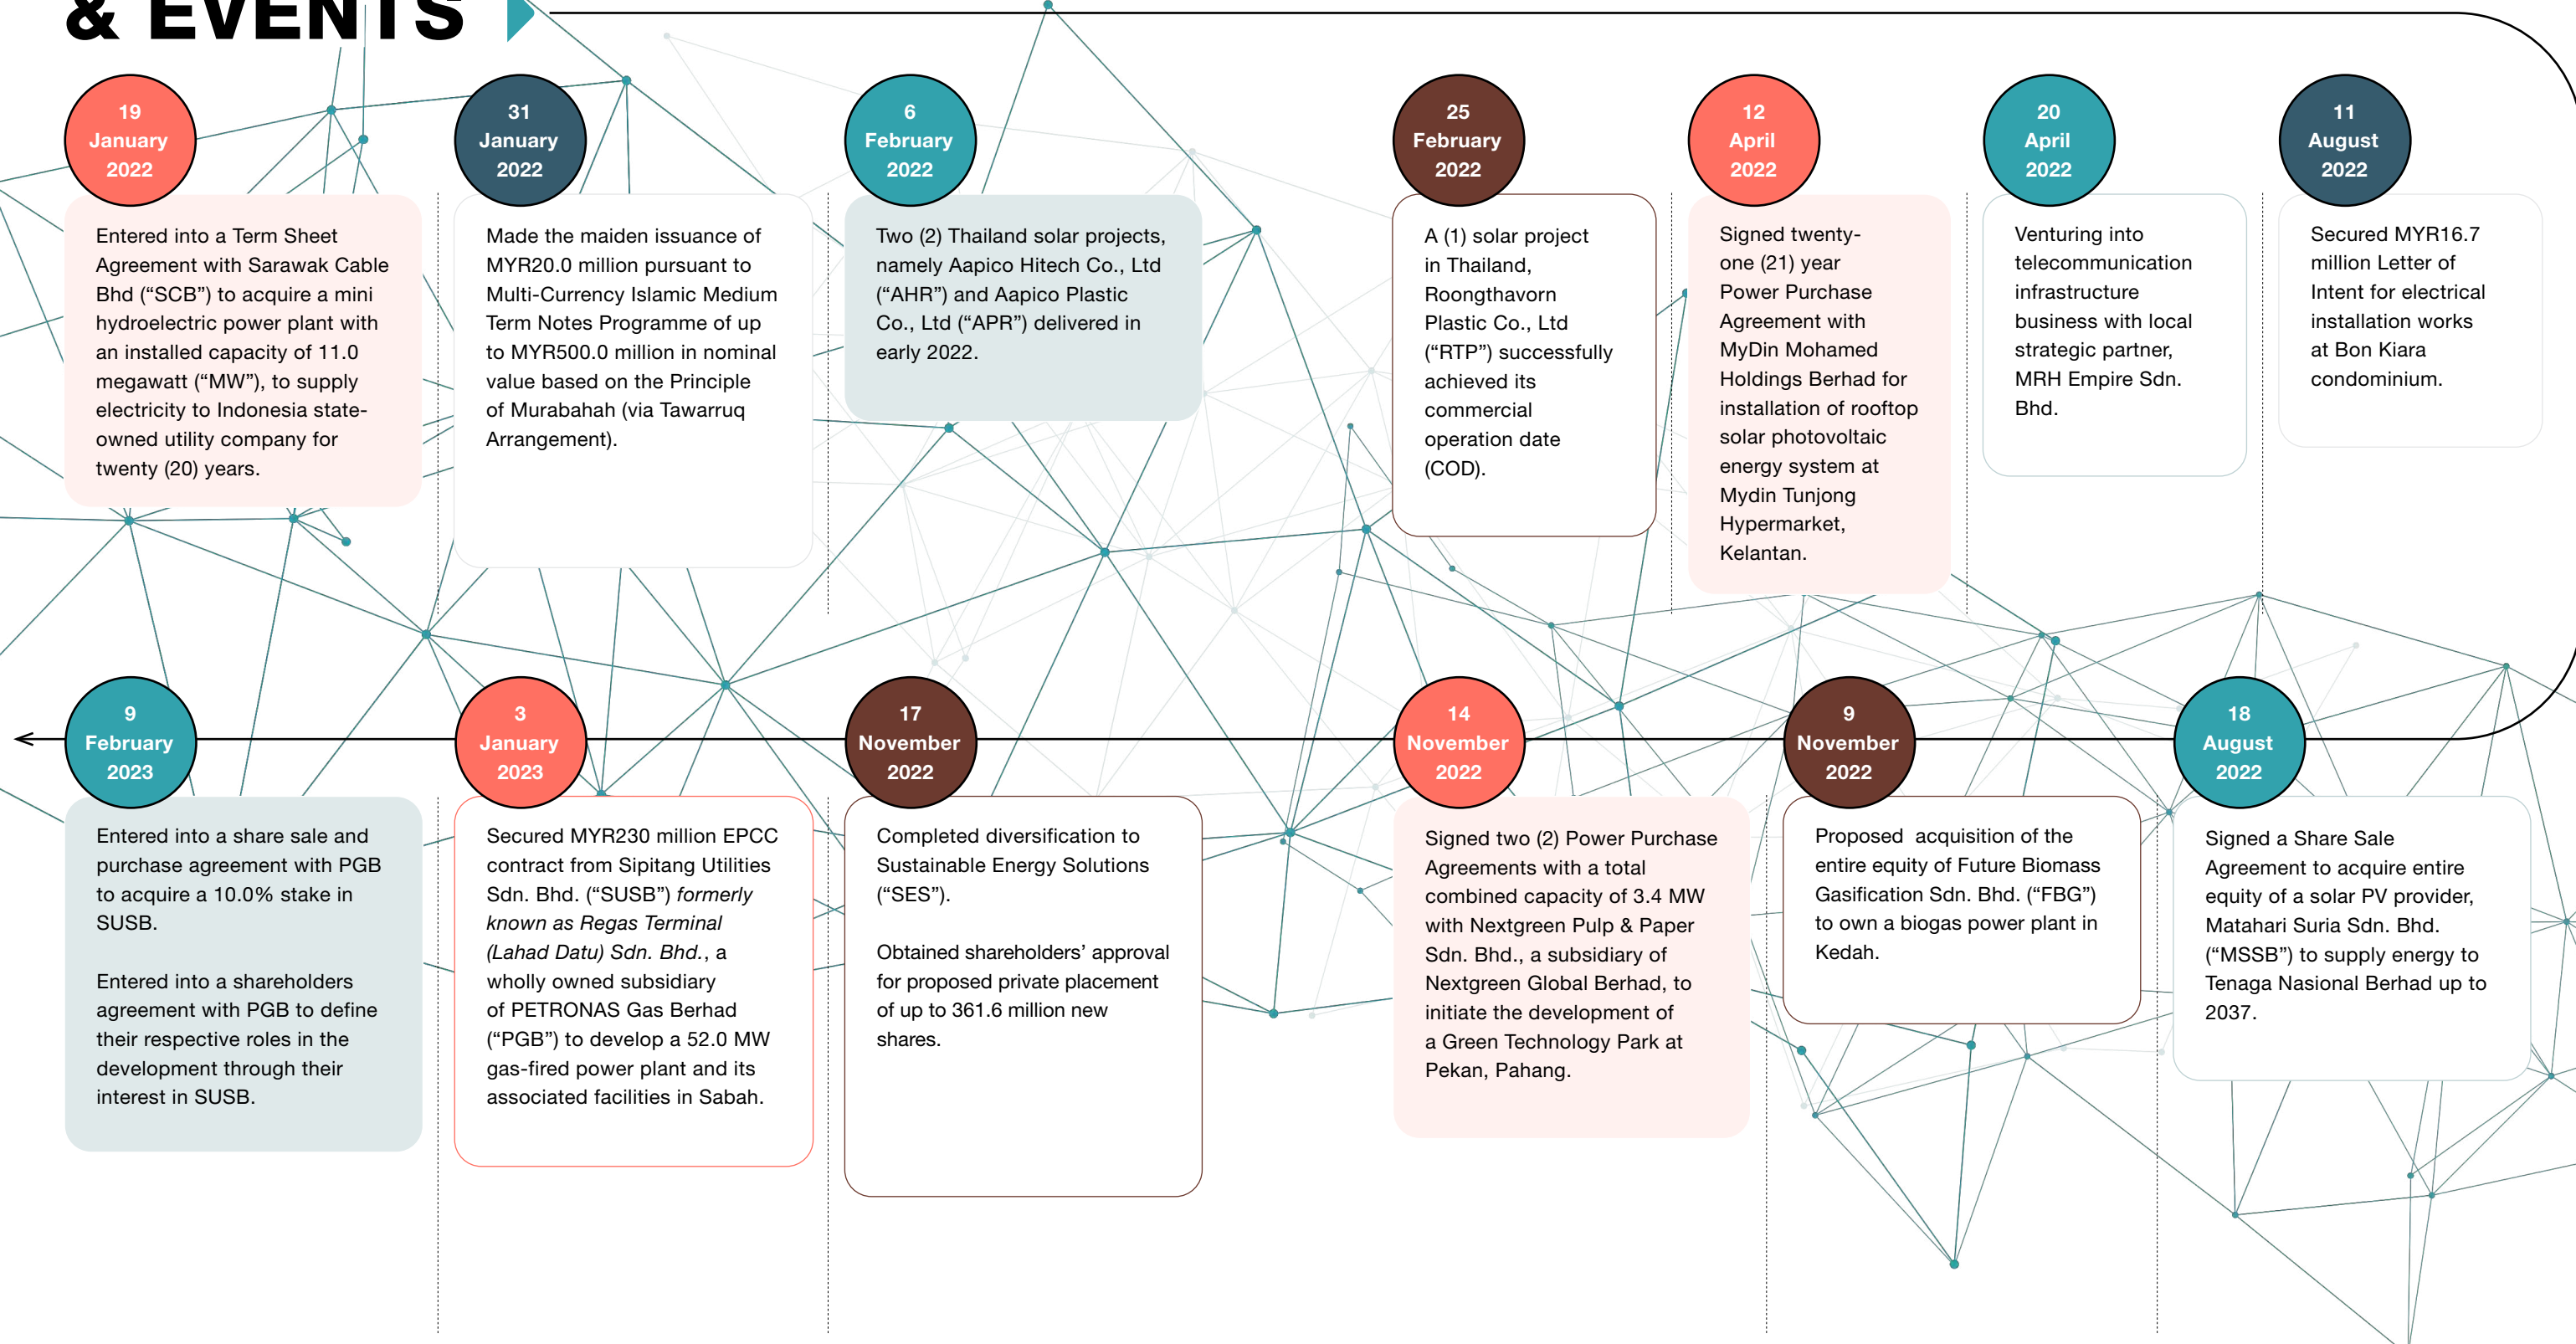 & EVENTS
19
January
2022
Entered into a Term Sheet
Agreement with Sarawak Cable
Bhd (“SCB”) to acquire a mini
hydroelectric power plant with
an installed capacity of 11.0
megawatt (“MW”), to supply
electricity to Indonesia state-
owned utility company for
twenty (20) years.
31
January
2022
Made the maiden issuance of
MYR20.0 million pursuant to
Multi-Currency Islamic Medium
Term Notes Programme of up
to MYR500.0 million in nominal
value based on the Principle
of Murabahah (via Tawarruq
Arrangement).
6
February
2022
Two (2) Thailand solar projects,
namely Aapico Hitech Co., Ltd
(“AHR”) and Aapico Plastic
Co., Ltd (“APR”) delivered in
early 2022.
25
February
2022
A (1) solar project
in Thailand,
Roongthavorn
Plastic Co., Ltd
(“RTP”) successfully
achieved its
commercial
operation date
(COD).
12
April
2022
Signed twenty-
one (21) year
Power Purchase
Agreement with
MyDin Mohamed
Holdings Berhad for
installation of rooftop
solar photovoltaic
energy system at
Mydin Tunjong
Hypermarket,
Kelantan.
20
April
2022
Venturing into
telecommunication
infrastructure
business with local
strategic partner,
MRH Empire Sdn.
Bhd.
11
August
2022
Secured MYR16.7
million Letter of
Intent for electrical
installation works
at Bon Kiara
condominium.
9
February
2023
Entered into a share sale and
purchase agreement with PGB
to acquire a 10.0% stake in
SUSB.
Entered into a shareholders
agreement with PGB to define
their respective roles in the
development through their
interest in SUSB.
3
January
2023
Secured MYR230 million EPCC
contract from Sipitang Utilities
Sdn. Bhd. (“SUSB”) formerly
known as Regas Terminal
(Lahad Datu) Sdn. Bhd., a
wholly owned subsidiary
of PETRONAS Gas Berhad
(“PGB”) to develop a 52.0 MW
gas-fired power plant and its
associated facilities in Sabah.
17
November
2022
Completed diversification to
Sustainable Energy Solutions
(“SES”).
Obtained shareholders’ approval
for proposed private placement
of up to 361.6 million new
shares.
14
November
2022
Signed two (2) Power Purchase
Agreements with a total
combined capacity of 3.4 MW
with Nextgreen Pulp & Paper
Sdn. Bhd., a subsidiary of
Nextgreen Global Berhad, to
initiate the development of
a Green Technology Park at
Pekan, Pahang.
9
November
2022
Proposed  acquisition of the
entire equity of Future Biomass
Gasification Sdn. Bhd. (“FBG”)
to own a biogas power plant in
Kedah.
18
August
2022
Signed a Share Sale
Agreement to acquire entire
equity of a solar PV provider,
Matahari Suria Sdn. Bhd.
(“MSSB”) to supply energy to
Tenaga Nasional Berhad up to
2037.